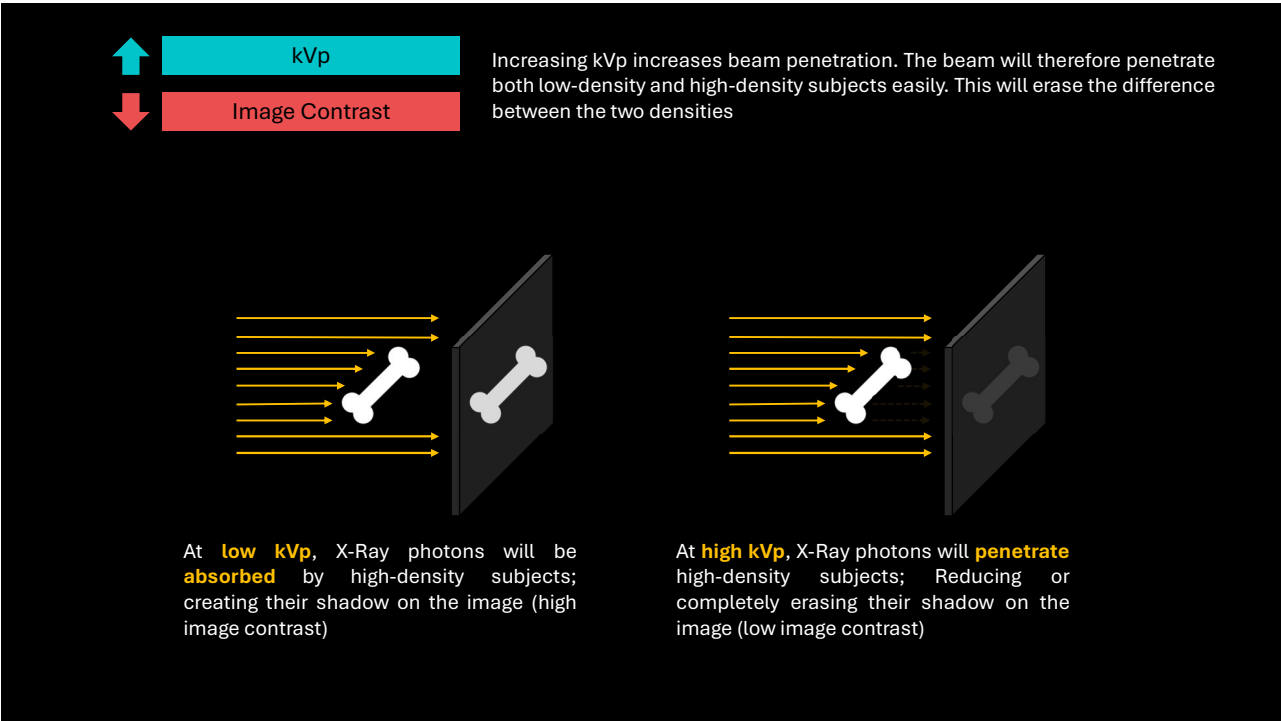 kVp
Image Contrast
Increasing kVp increases beam penetration. The beam will therefore penetrate
both low-density and high-density subjects easily. This will erase the difference
between the two densities
At low kVp, X-Ray photons will be
absorbed by high-density subjects;
creating their shadow on the image (high
image contrast)
At high kVp, X-Ray photons will penetrate
high-density subjects; Reducing or
completely erasing their shadow on the
image (low image contrast)